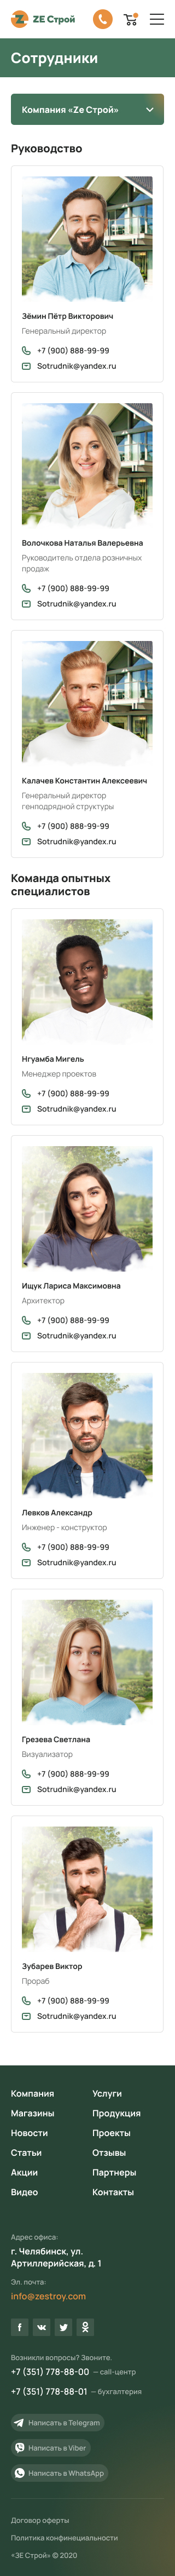 ZE Строй
Сотрудники
Компания «Ze Строй»
Руководство
Зёмин Пётр Викторович
Генеральный директор
+7 (900) 888-99-99
Sotrudnik@yandex.ru
Волочкова Наталья Валерьевна
Руководитель отдела розничных
продаж
+7 (900) 888-99-99
Sotrudnik@yandex.ru
Калачев Константин Алексеевич
Генеральный директор
генподрядной структуры
+7 (900) 888-99-99
Sotrudnik@yandex.ru
Команда опытных
специалистов
Нгуамба Мигель
Менеджер проектов
+7 (900) 888-99-99
Sotrudnik@yandex.ru
Ищук Лариса Максимовна
Архитектор
+7 (900) 888-99-99
Sotrudnik@yandex.ru
Левков Александр
Инженер - конструктор
+7 (900) 888-99-99
Sotrudnik@yandex.ru
Грезева Светлана
Визуализатор
+7 (900) 888-99-99
Sotrudnik@yandex.ru
Зубарев Виктор
Прораб
+7 (900) 888-99-99
Sotrudnik@yandex.ru
Компания Услуги
Магазины Продукция
Новости Проекты
Статьи Отзывы
Акции Партнеры
Видео Контакты
Адрес офиса:
г. Челябинск, ул.
Артиллерийская, д. 1
Эл. почта:
info@zestroy.com
Возникли вопросы? Звоните.
+7 (351) 778-88-00 — call-центр
+7 (351) 778-88-01 — бухгалтерия
Написать в Telegram
Написать в Viber
Написать в WhatsApp
Договор оферты
Политика конфиденциальности
«ЗЕ Строй» © 2020